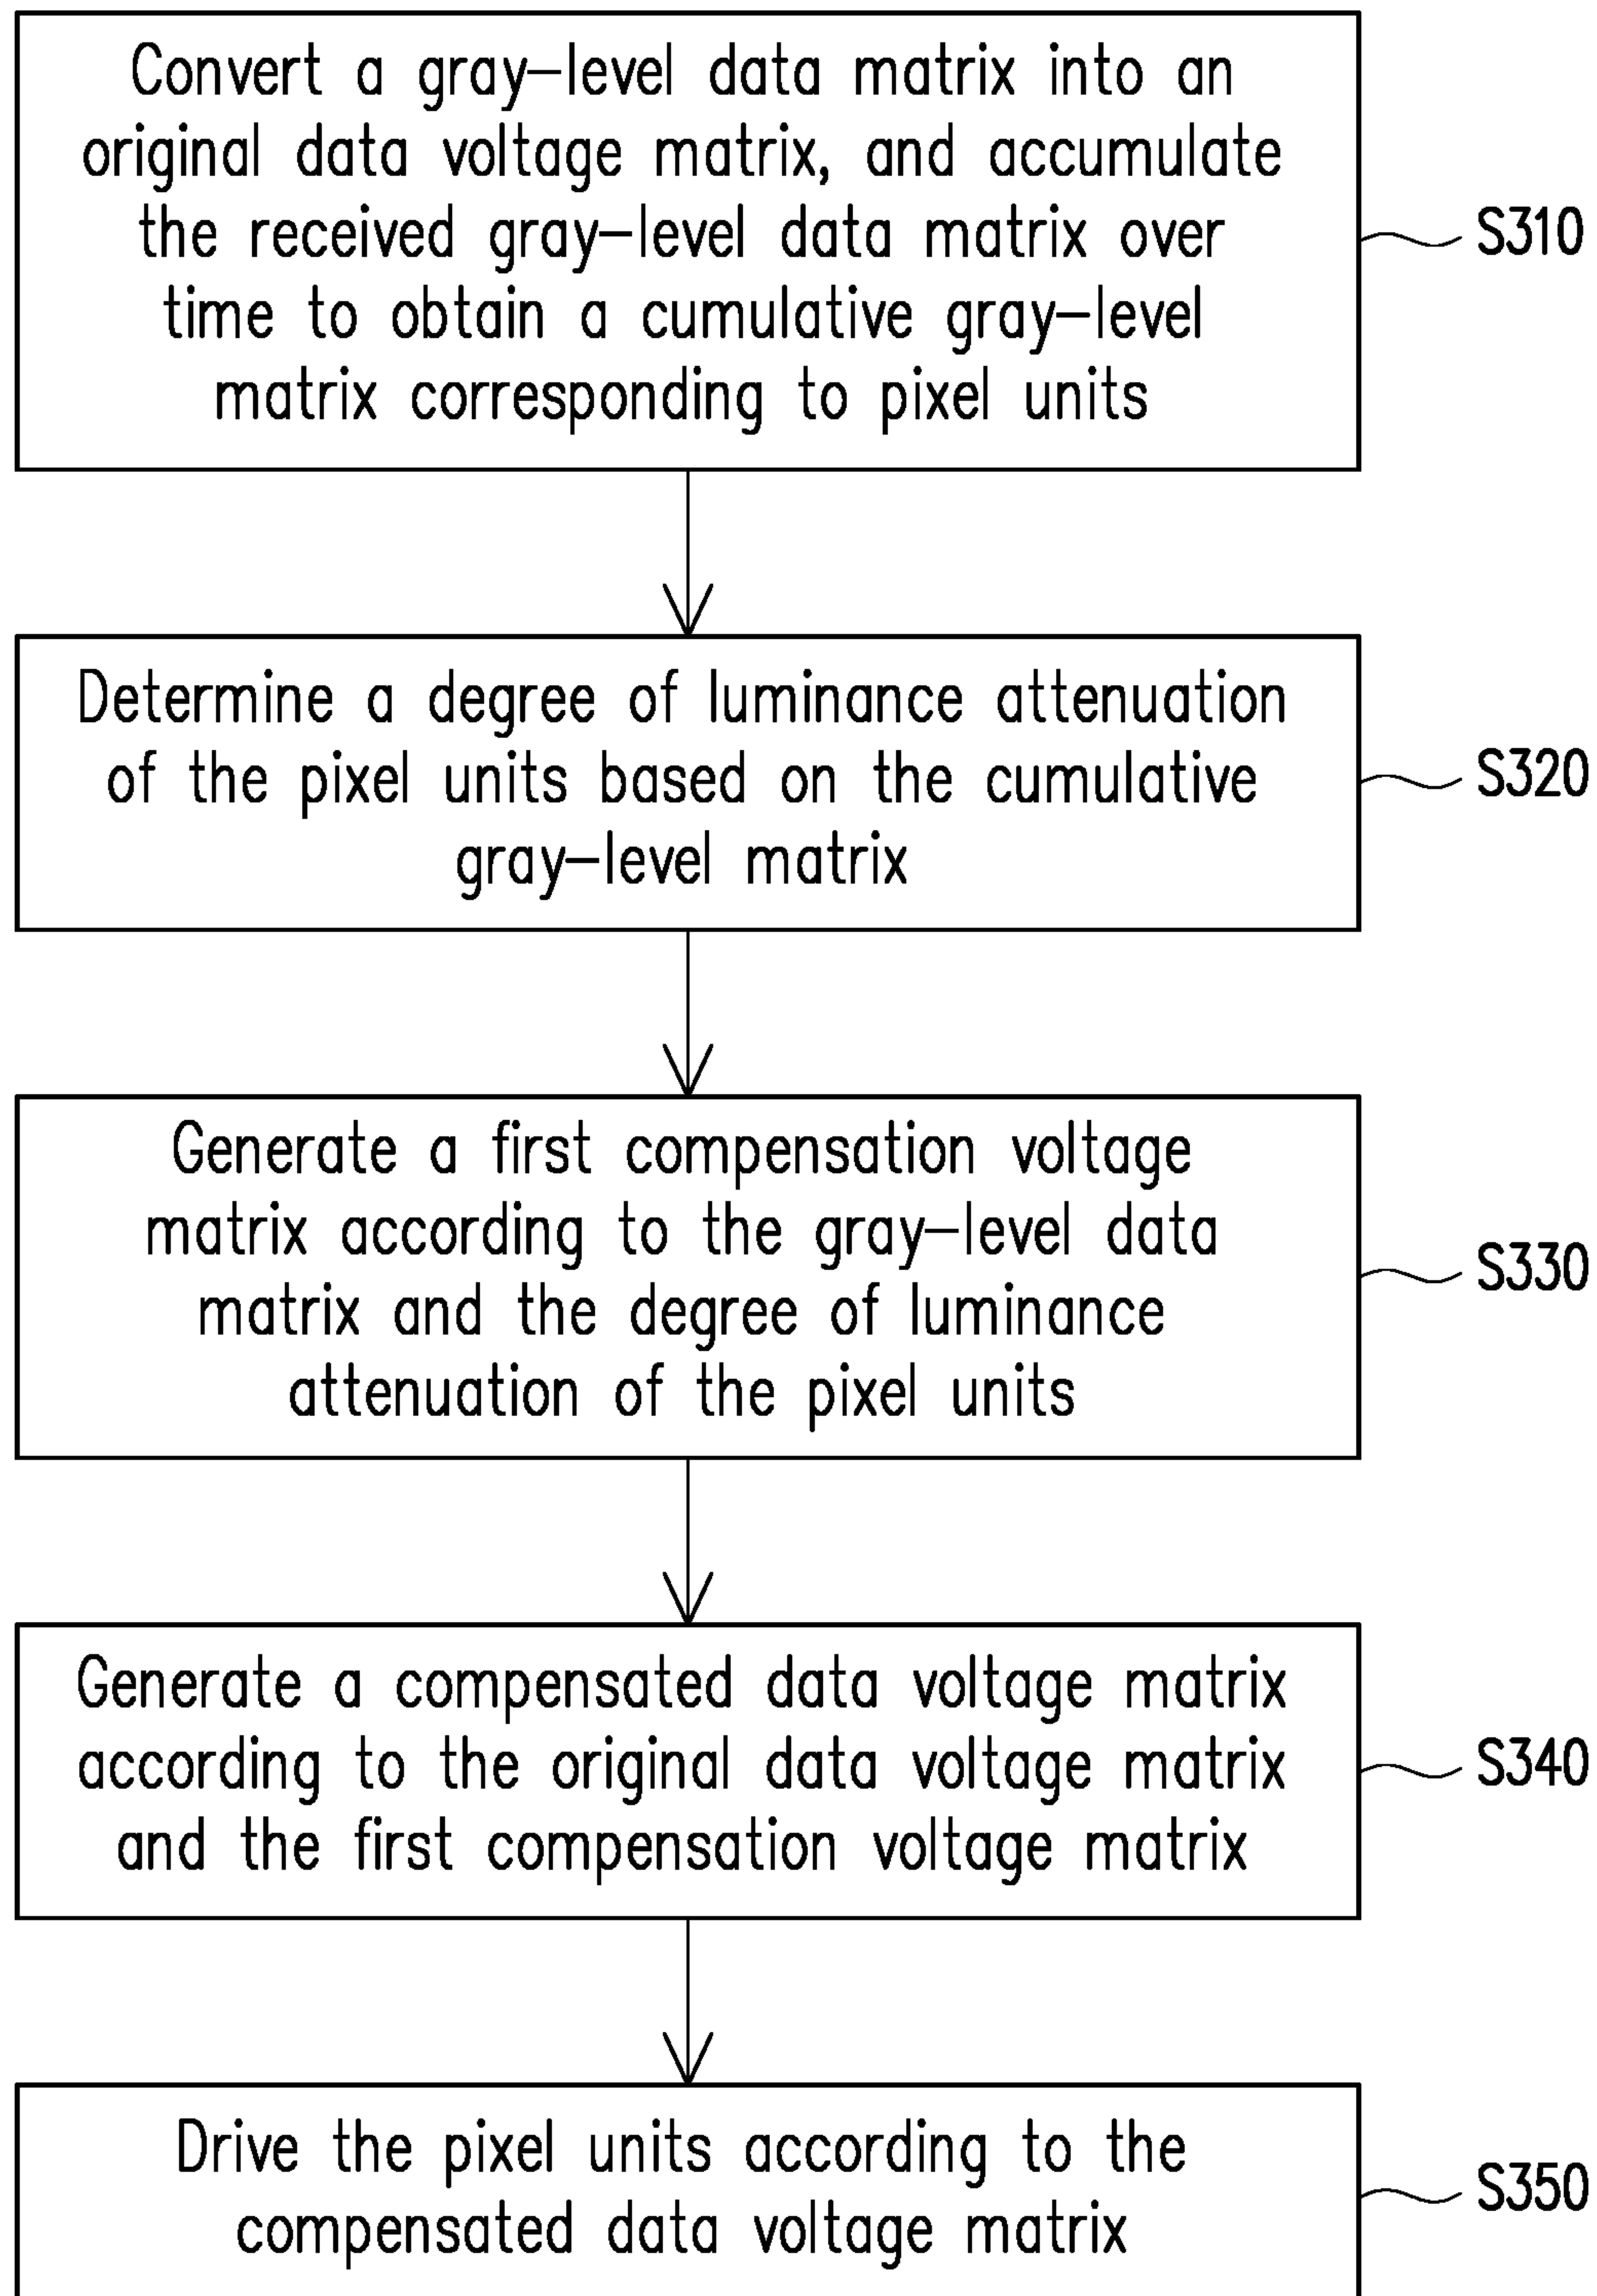 Convert a gray-level data matrix into an
original data voltage matrix, and accumulate
the received gray-level data matrix over
time to obtain a cumulative gray-level
matrix corresponding to pixel units
S310
Determine a degree of luminance attenuation
of the pixel units based on the cumulative
gray-level matrix
S320
Generate a first compensation voltage
matrix according to the gray-level data
matrix and the degree of luminance
attenuation of the pixel units
S330
Generate a compensated data voltage matrix
according to the original data voltage matrix
and the first compensation voltage matrix
S340
Drive the pixel units according to the
compensated data voltage matrix
S350